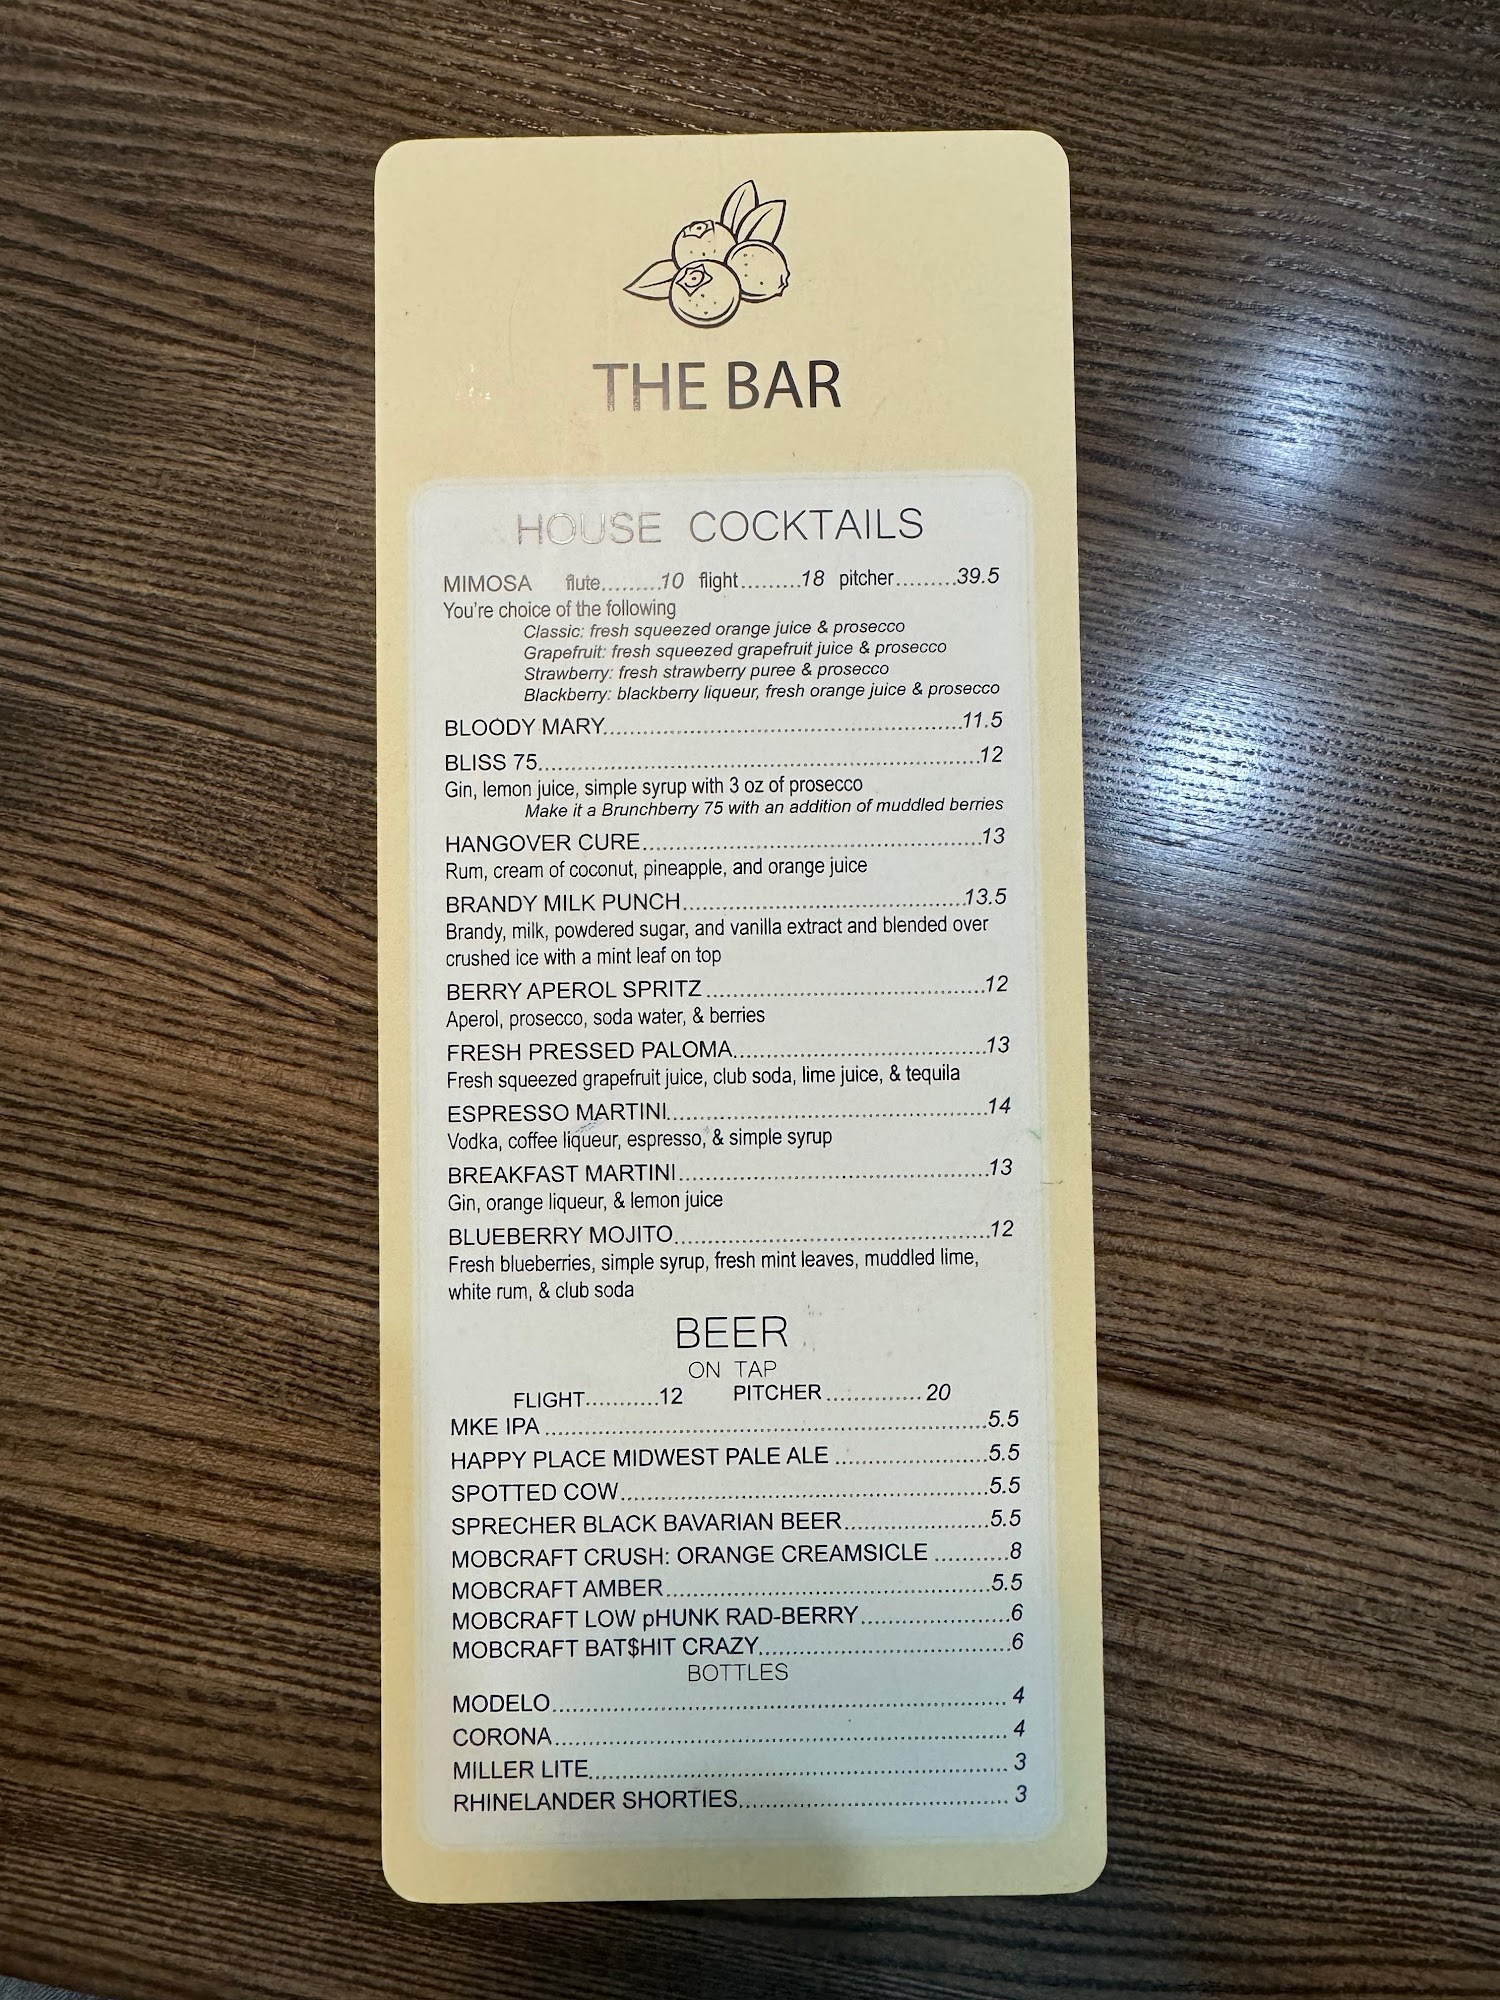 THE BAR
HOUSE COCKTAILS
MIMOSA flute.........10 flight.........18 pitcher.........39.5
You're choice of the following
Classic: fresh squeezed orange juice & prosecco
Grapefruit: fresh squeezed grapefruit juice & prosecco
Strawberry: fresh strawberry puree & prosecco
Blackberry: blackberry liqueur, fresh orange juice & prosecco
BLOODY MARY.........11.5
BLISS 75.........12
Gin, lemon juice, simple syrup with 3 oz of prosecco
Make it a Brunchberry 75 with an addition of muddled berries
HANGOVER CURE.........13
Rum, cream of coconut, pineapple, and orange juice
BRANDY MILK PUNCH.........13.5
Brandy, milk, powdered sugar, and vanilla extract and blended over
crushed ice with a mint leaf on top
BERRY APEROL SPRITZ.........12
Aperol, prosecco, soda water, & berries
FRESH PRESSED PALOMA.........13
Fresh squeezed grapefruit juice, club soda, lime juice, & tequila
ESPRESSO MARTINI.........14
Vodka, coffee liqueur, espresso, & simple syrup
BREAKFAST MARTINI.........13
Gin, orange liqueur, & lemon juice
BLUEBERRY MOJITO.........12
Fresh blueberries, simple syrup, fresh mint leaves, muddled lime,
white rum, & club soda
BEER
ON TAP
FLIGHT...........12 PITCHER.............20
MKE IPA.........5.5
HAPPY PLACE MIDWEST PALE ALE.........5.5
SPOTTED COW.........5.5
SPRECHER BLACK BAVARIAN BEER.........5.5
MOBCRAFT CRUSH: ORANGE CREAMSICLE.........8
MOBCRAFT AMBER.........5.5
MOBCRAFT LOW pHUNK RAD-BERRY.........6
MOBCRAFT BAT$HIT CRAZY.........6
BOTTLES
MODELO.........4
CORONA.........4
MILLER LITE.........3
RHINELANDER SHORTIES.........3